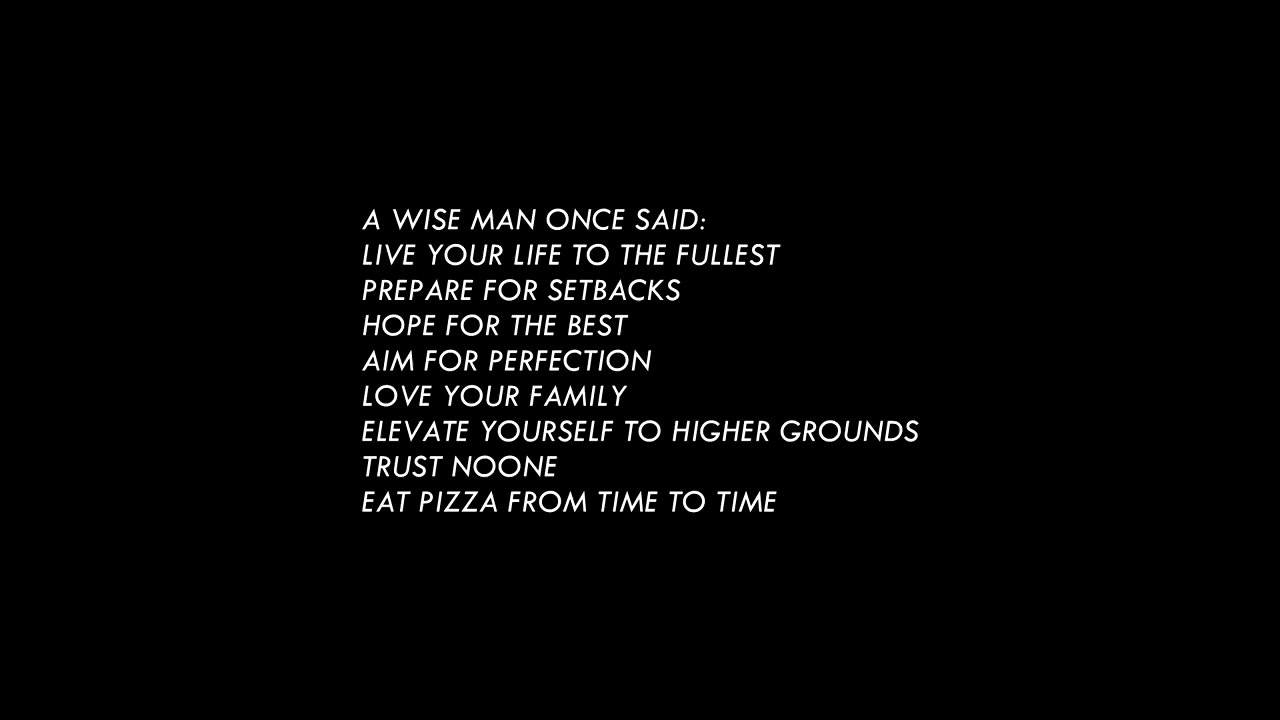 A WISE MAN ONCE SAID:
LIVE YOUR LIFE TO THE FULLEST
PREPARE FOR SETBACKS
HOPE FOR THE BEST
AIM FOR PERFECTION
LOVE YOUR FAMILY
ELEVATE YOURSELF TO HIGHER GROUNDS
TRUST NOONE
EAT PIZZA FROM TIME TO TIME